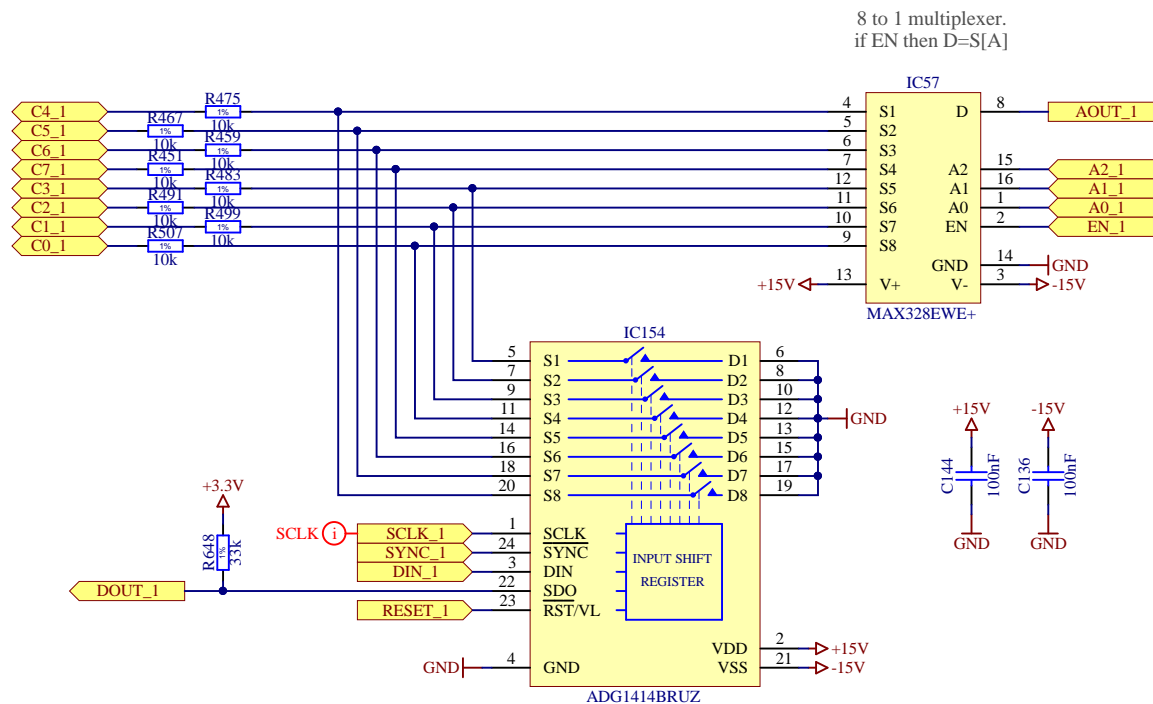 8 to 1 multiplexer.
if EN then D=S[A]
IC57
C4_1 R475 1% 10k 4 S1 D 8 AOUT_1
C5_1 R467 1% 10k 5 S2
C6_1 R459 1% 10k 6 S3
C7_1 R451 1% 10k 7 S4 A2 15 A2_1
C3_1 R483 1% 10k 12 S5 A1 16 A1_1
C2_1 R491 1% 10k 11 S6 A0 1 A0_1
C1_1 R499 1% 10k 10 S7 EN 2 EN_1
C0_1 R507 1% 10k 9 S8
GND 14 GND
+15V 13 V+ V- 3 -15V
MAX328EWE+
IC154
5 S1 D1 6
7 S2 D2 8
9 S3 D3 10
11 S4 D4 12 GND
14 S5 D5 13
16 S6 D6 15
18 S7 D7 17
20 S8 D8 19
+15V -15V
C144 100nF C136 100nF
GND GND
+3.3V
R648 1% 33k
SCLK i SCLK_1 1 SCLK
SYNC_1 24 SYNC
DIN_1 3 DIN
DOUT_1 22 SDO
RESET_1 23 RST/VL
INPUT SHIFT
REGISTER
VDD 2 +15V
GND 4 GND VSS 21 -15V
ADG1414BRUZ